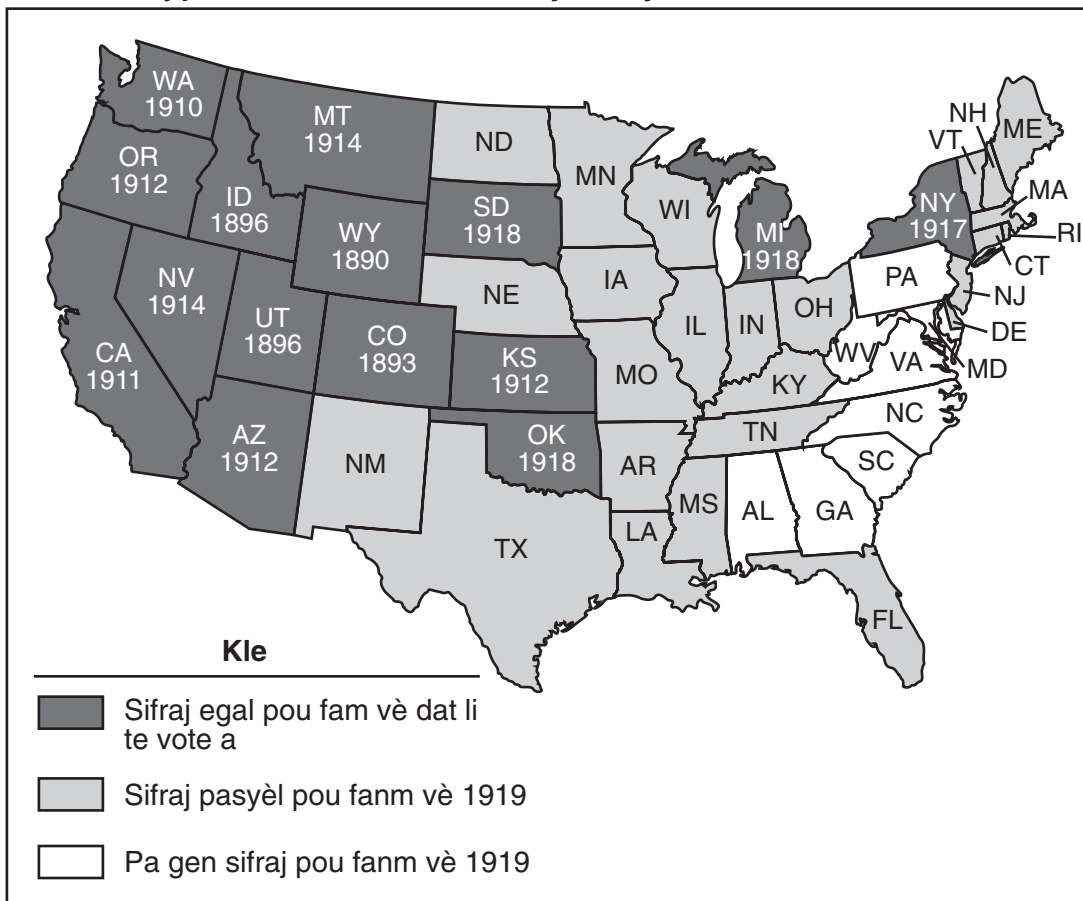 WA
1910
MT
1914
ND
OR
1912
ID
1896
MN
VT
NH
ME
SD
1918
WI
MA
WY
1890
MI
1918
NY
1917
RI
CT
NV
1914
NE
IA
PA
NJ
UT
1896
CO
1893
IL
IN
OH
DE
CA
1911
KS
1912
MO
WV
VA
MD
KY
NC
AZ
1912
NM
OK
1918
AR
TN
SC
MS
AL
GA
TX
LA
FL
Kle
Sifraj egal pou fam vè dat li
te vote a
Sifraj pasyèl pou fanm vè 1919
Pa gen sifraj pou fanm vè 1919